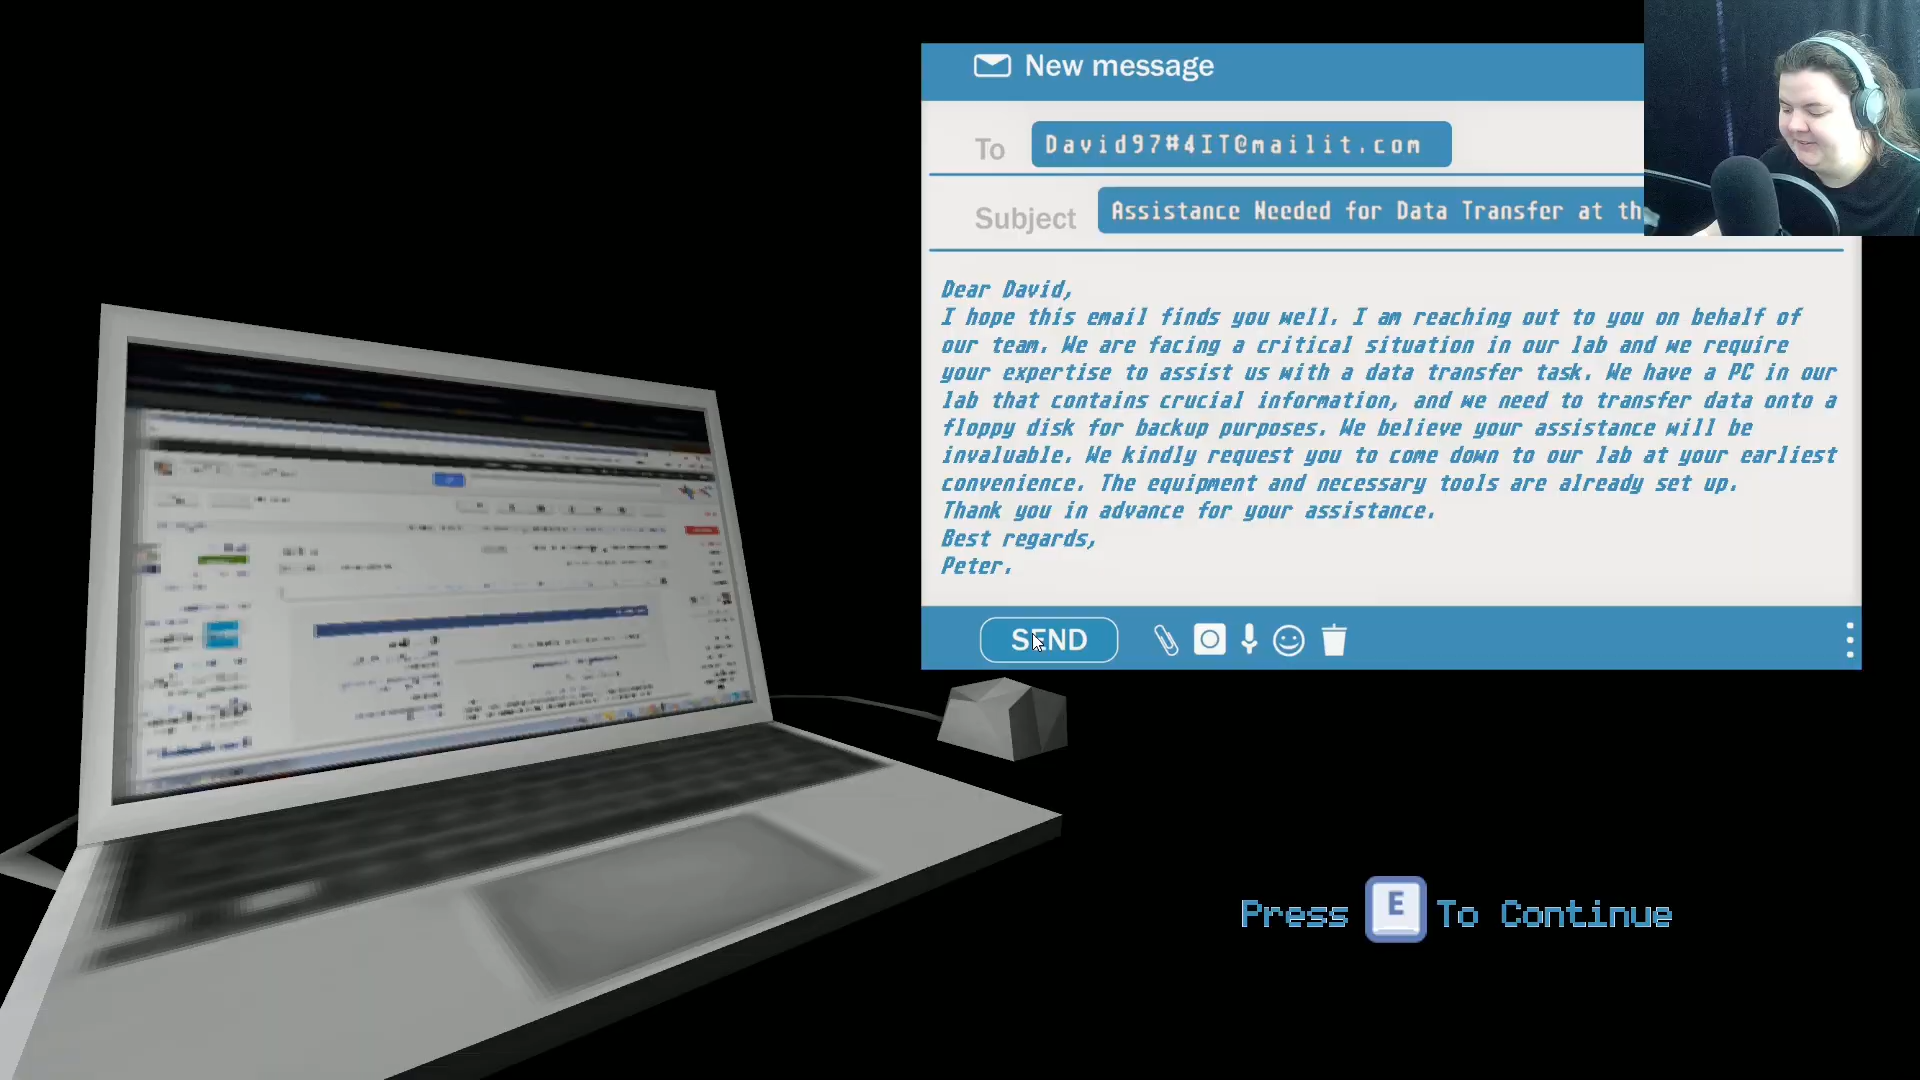 New message
To David97#4IT@mailit.com
Subject Assistance Needed for Data Transfer at th
Dear David,
I hope this email finds you well. I am reaching out to you on behalf of
our team. We are facing a critical situation in our lab and we require
your expertise to assist us with a data transfer task. We have a PC in our
lab that contains crucial information, and we need to transfer data onto a
floppy disk for backup purposes. We believe your assistance will be
invaluable. We kindly request you to come down to our lab at your earliest
convenience. The equipment and necessary tools are already set up.
Thank you in advance for your assistance.
Best regards,
Peter.
SEND
Press E To Continue